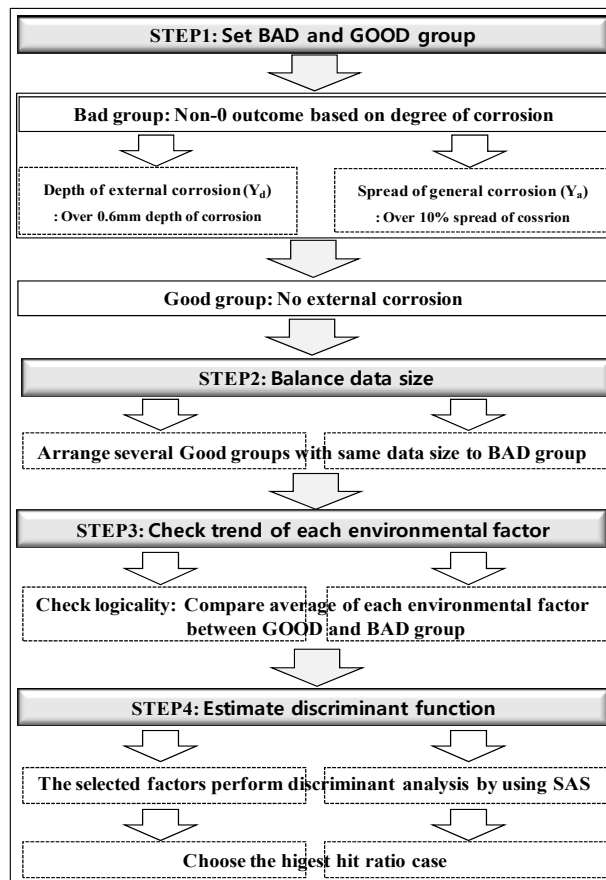 STEP1: Set BAD and GOOD group
Bad group: Non-0 outcome based on degree of corrosion
Depth of external corrosion (Yd)
: Over 0.6mm depth of corrosion
Spread of general corrosion (Ya)
: Over 10% spread of cossrion
Good group: No external corrosion
STEP2: Balance data size
Arrange several Good groups with same data size to BAD group
STEP3: Check trend of each environmental factor
Check logicality: Compare average of each environmental factor
between GOOD and BAD group
STEP4: Estimate discriminant function
The selected factors perform discriminant analysis by using SAS
Choose the higest hit ratio case